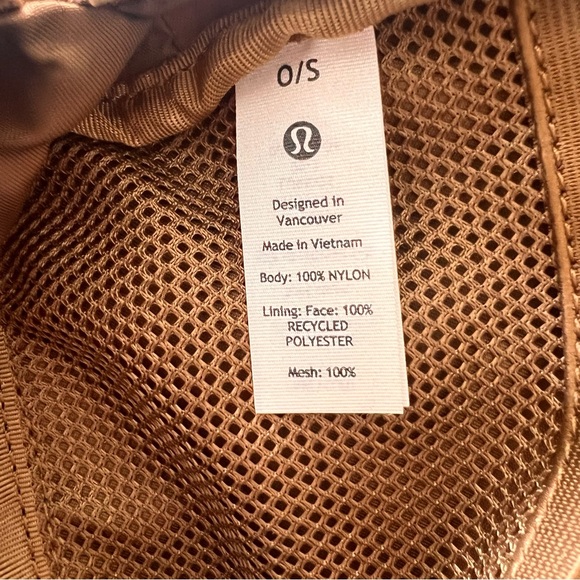 O/S
Designed in
Vancouver
Made in Vietnam
Body: 100% NYLON
Lining: Face: 100%
RECYCLED
POLYESTER
Mesh: 100%